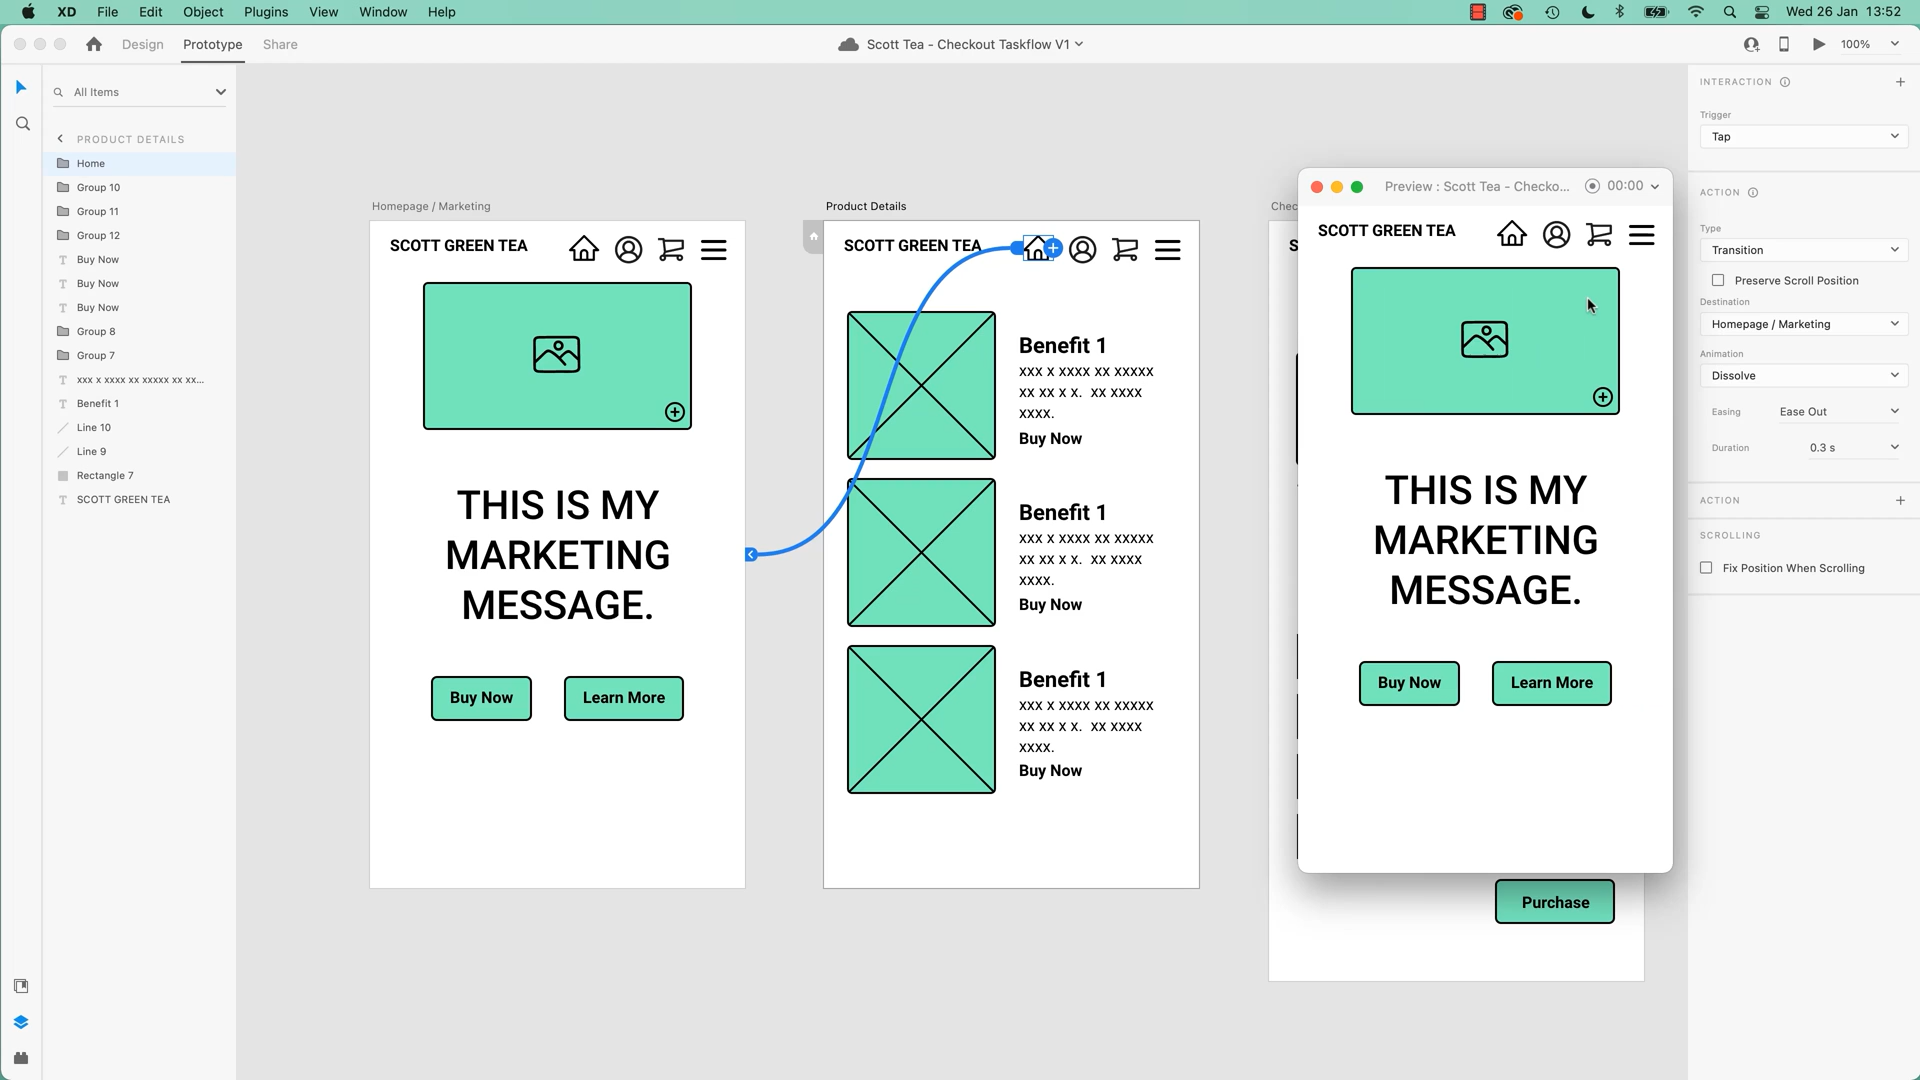 XD File Edit Object Plugins View Window Help
Wed 26 Jan 13:52
Design Prototype Share
Scott Tea - Checkout Taskflow V1
100%
All Items
PRODUCT DETAILS
Home
Group 10
Group 11
Group 12
Buy Now
Buy Now
Buy Now
Group 8
Group 7
xxx x xxxx xx xxxxx xx xx...
Benefit 1
Line 10
Line 9
Rectangle 7
SCOTT GREEN TEA
Homepage / Marketing
SCOTT GREEN TEA
THIS IS MY
MARKETING
MESSAGE.
Buy Now
Learn More
Product Details
SCOTT GREEN TEA
Benefit 1
xxx x xxxx xx xxxxx
xx xx x x. xx xxxx
xxxx.
Buy Now
Benefit 1
xxx x xxxx xx xxxxx
xx xx x x. xx xxxx
xxxx.
Buy Now
Benefit 1
xxx x xxxx xx xxxxx
xx xx x x. xx xxxx
xxxx.
Buy Now
Chec
S
Purchase
Preview : Scott Tea - Checko...
00:00
SCOTT GREEN TEA
THIS IS MY
MARKETING
MESSAGE.
Buy Now
Learn More
INTERACTION
Trigger
Tap
ACTION
Type
Transition
Preserve Scroll Position
Destination
Homepage / Marketing
Animation
Dissolve
Easing Ease Out
Duration 0.3 s
ACTION
SCROLLING
Fix Position When Scrolling